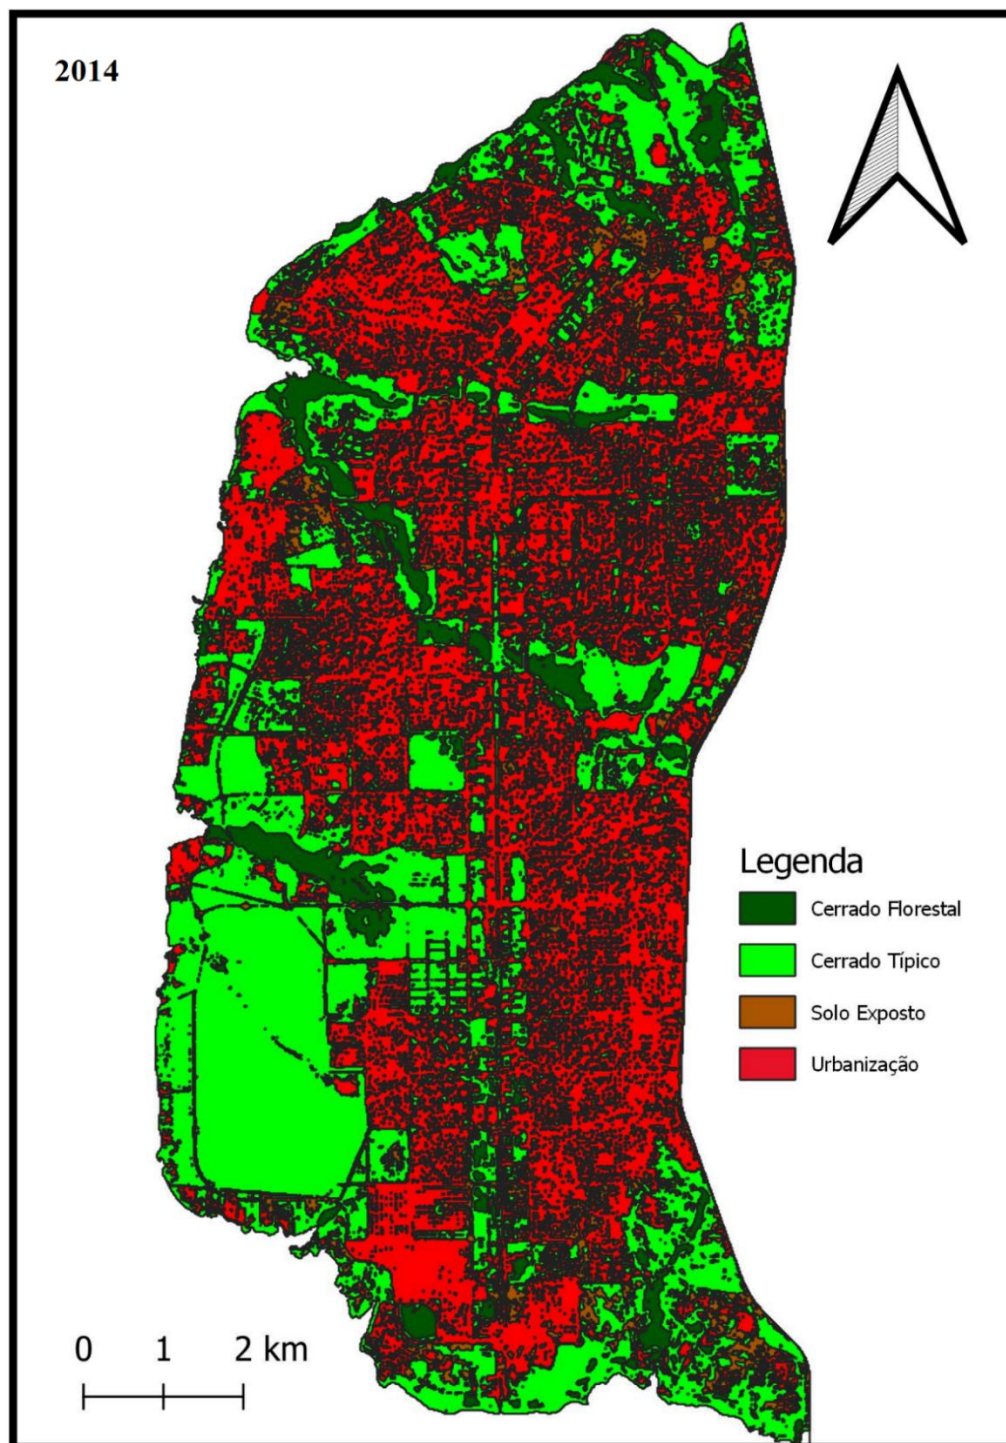 2014
Legenda
Cerrado Florestal
Cerrado Típico
Solo Exposto
Urbanização
0 1 2 km